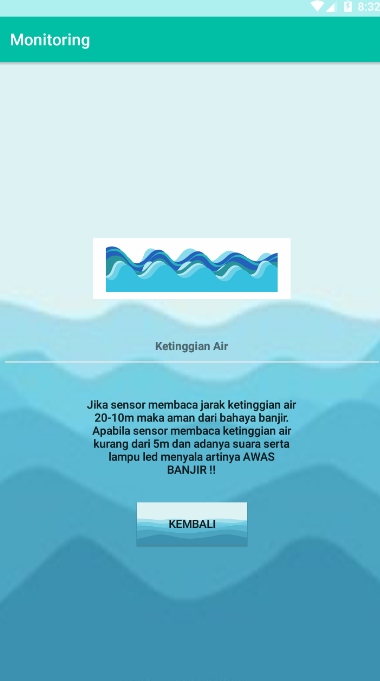 8:32
Monitoring
Ketinggian Air
Jika sensor membaca jarak ketinggian air
20-10m maka aman dari bahaya banjir.
Apabila sensor membaca ketinggian air
kurang dari 5m dan adanya suara serta
lampu led menyala artinya AWAS
BANJIR !!
KEMBALI